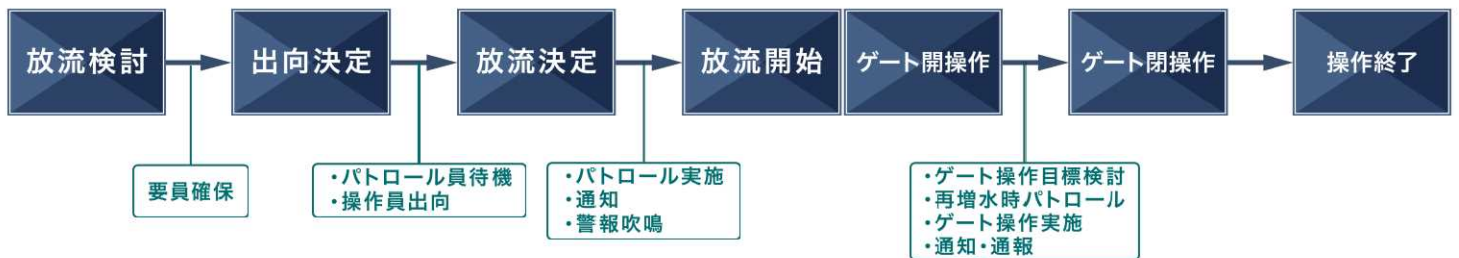 放流検討
出向決定
放流決定
放流開始
ゲート開操作
ゲート閉操作
操作終了
要員確保
・パトロール員待機
・操作員出向
・パトロール実施
・通知
・警報吹鳴
・ゲート操作目標検討
・再増水時パトロール
・ゲート操作実施
・通知・通報